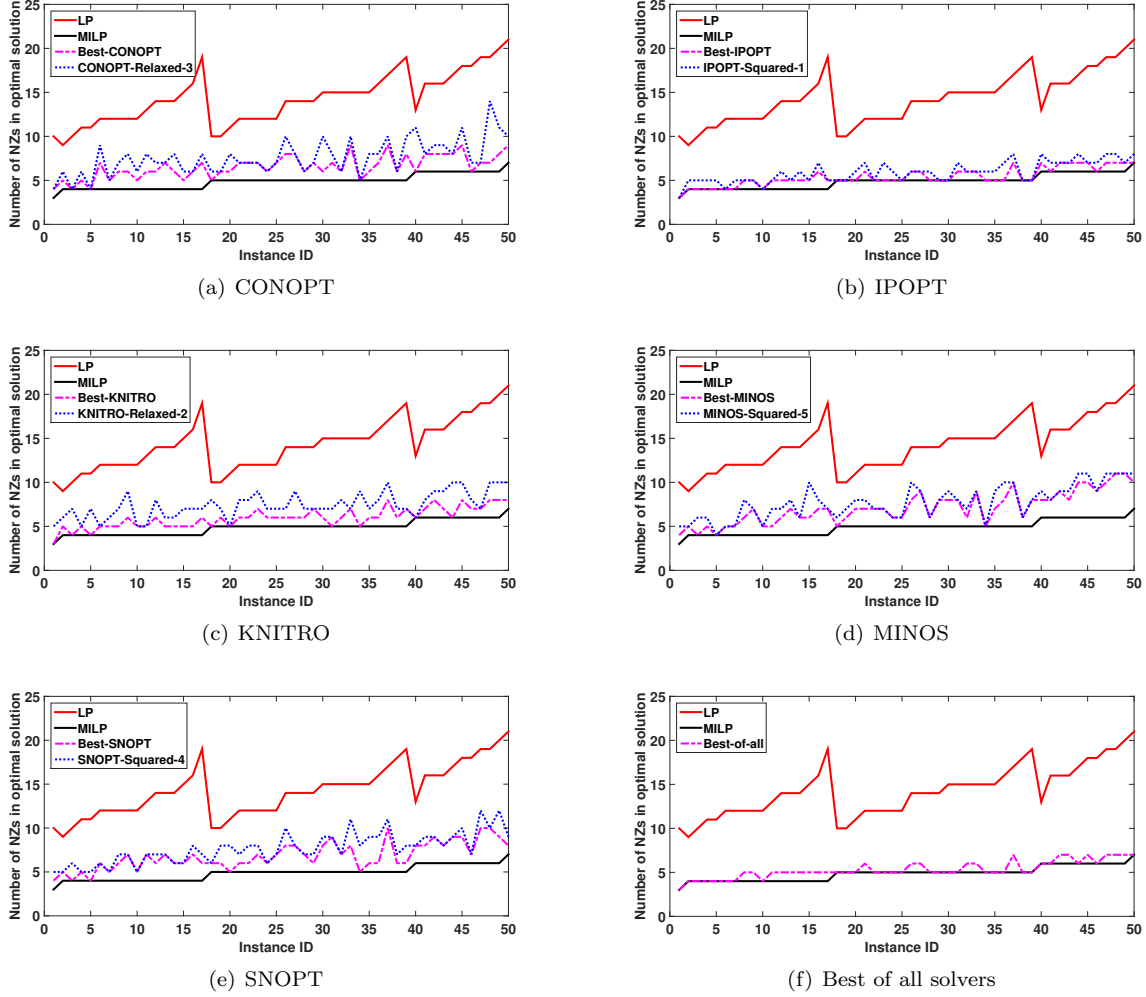 Number of NZs in optimal solution
25
20
15
10
5
0
LP
MILP
Best-CONOPT
CONOPT-Relaxed-3
0 5 10 15 20 25 30 35 40 45 50
Instance ID
(a) CONOPT
Number of NZs in optimal solution
25
20
15
10
5
0
LP
MILP
Best-IPOPT
IPOPT-Squared-1
0 5 10 15 20 25 30 35 40 45 50
Instance ID
(b) IPOPT
Number of NZs in optimal solution
25
20
15
10
5
0
LP
MILP
Best-KNITRO
KNITRO-Relaxed-2
0 5 10 15 20 25 30 35 40 45 50
Instance ID
(c) KNITRO
Number of NZs in optimal solution
25
20
15
10
5
0
LP
MILP
Best-MINOS
MINOS-Squared-5
0 5 10 15 20 25 30 35 40 45 50
Instance ID
(d) MINOS
Number of NZs in optimal solution
25
20
15
10
5
0
LP
MILP
Best-SNOPT
SNOPT-Squared-4
0 5 10 15 20 25 30 35 40 45 50
Instance ID
(e) SNOPT
Number of NZs in optimal solution
25
20
15
10
5
0
LP
MILP
Best-of-all
0 5 10 15 20 25 30 35 40 45 50
Instance ID
(f) Best of all solvers